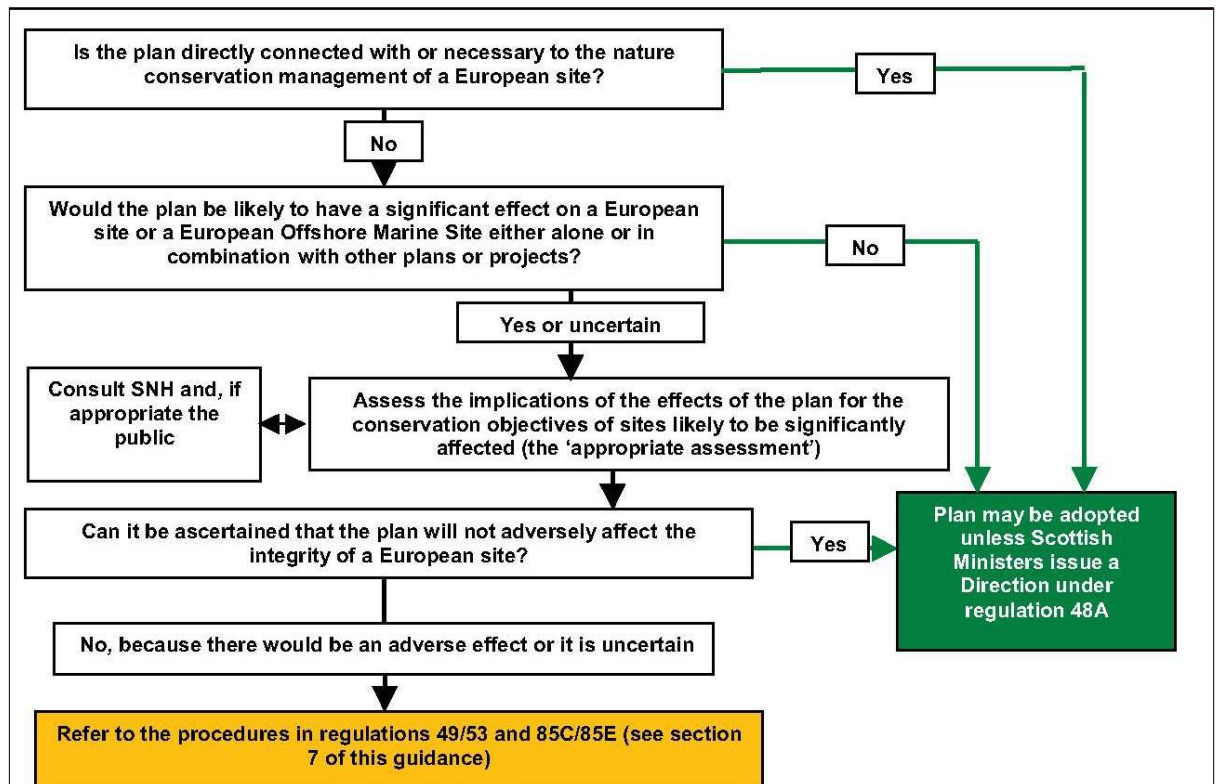 Is the plan directly connected with or necessary to the nature
conservation management of a European site?
Yes
No
Would the plan be likely to have a significant effect on a European
site or a European Offshore Marine Site either alone or in
combination with other plans or projects?
No
Yes or uncertain
Consult SNH and, if
appropriate the
public
Assess the implications of the effects of the plan for the
conservation objectives of sites likely to be significantly
affected (the ‘appropriate assessment’)
Can it be ascertained that the plan will not adversely affect the
integrity of a European site?
Yes
Plan may be adopted
unless Scottish
Ministers issue a
Direction under
regulation 48A
No, because there would be an adverse effect or it is uncertain
Refer to the procedures in regulations 49/53 and 85C/85E (see section
7 of this guidance)